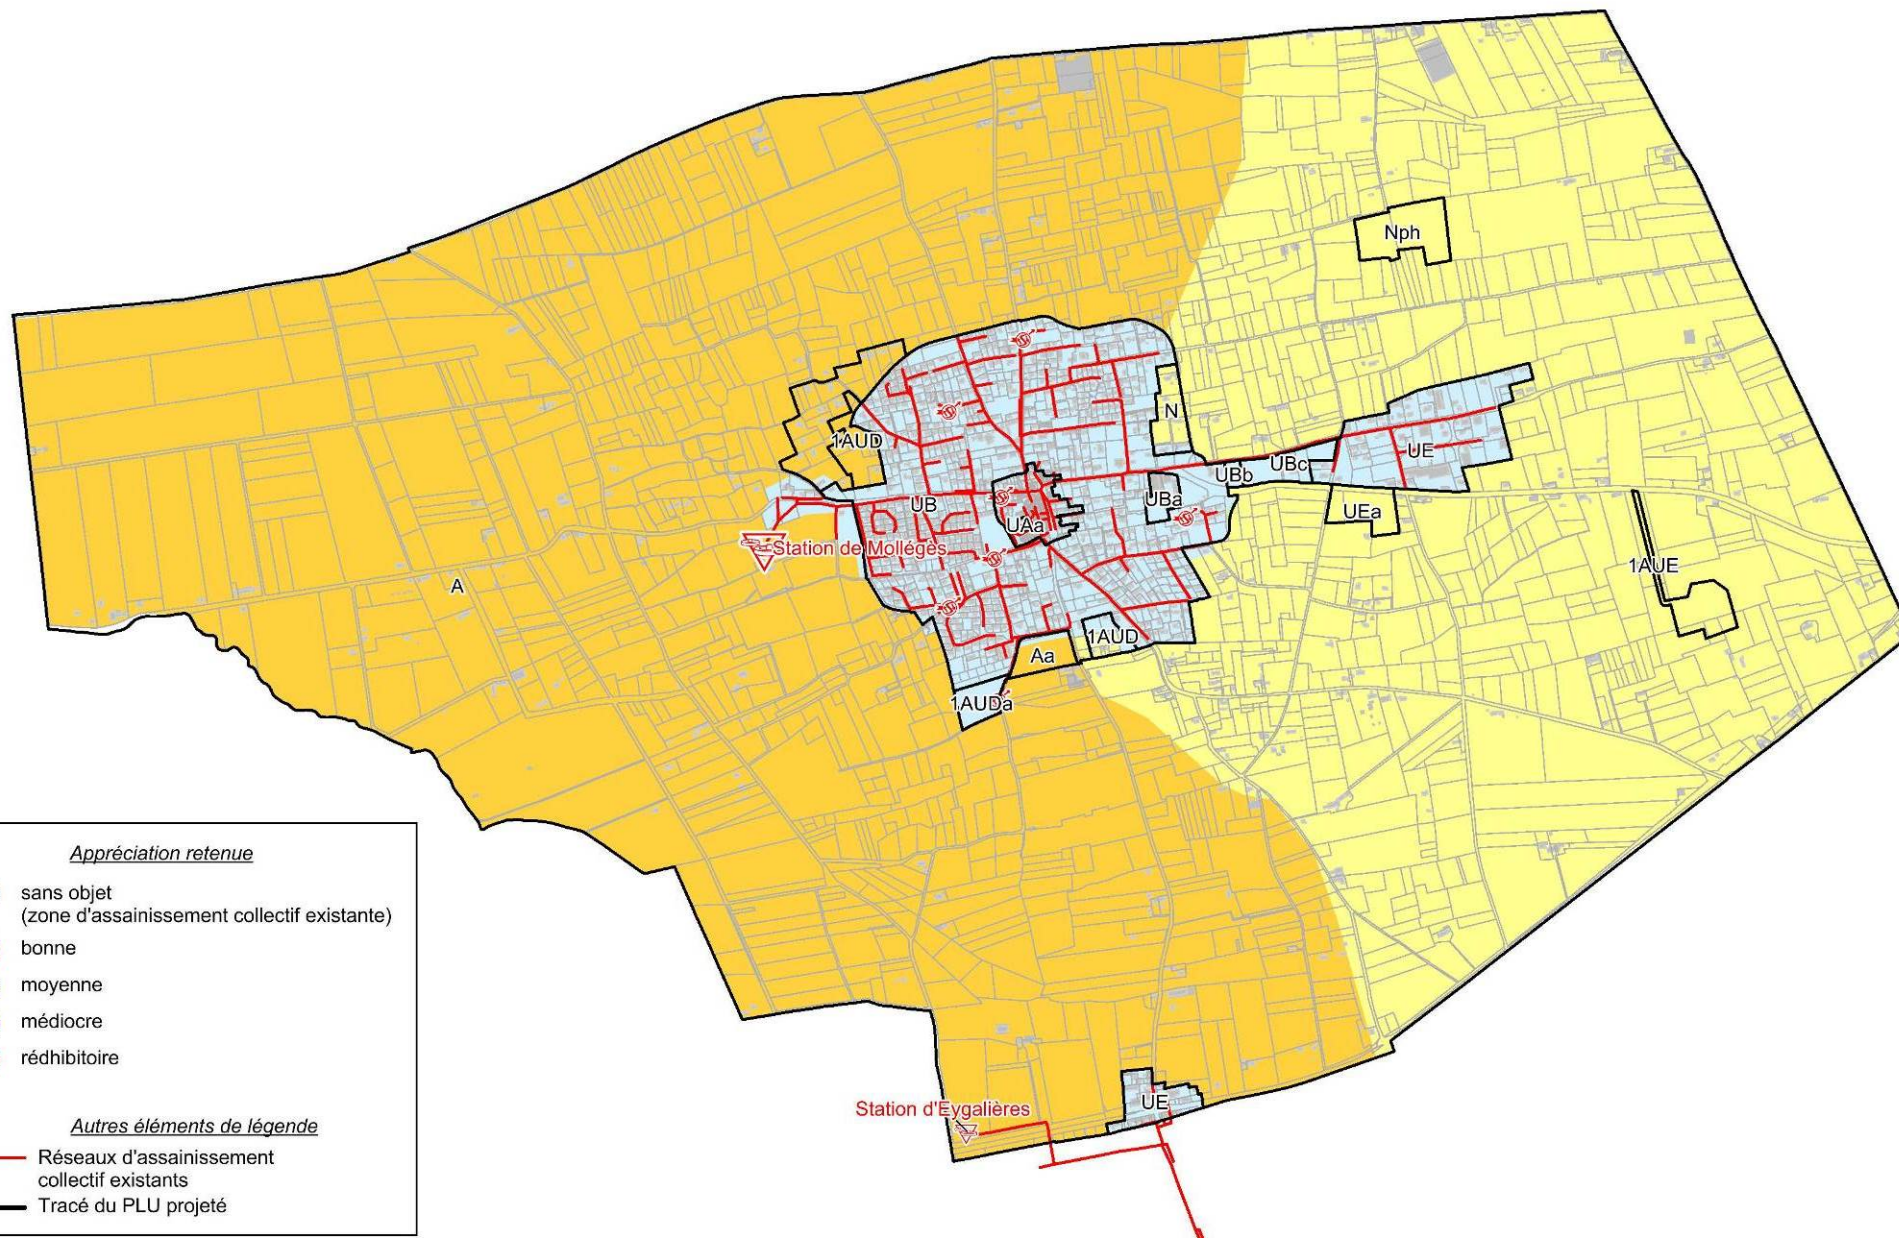 Nph
N
1AUD
UE
UBc
UBb
UBa
UB
UEa
UAa
Station de Mollégès
1AUE
A
1AUD
Aa
1AUDa
Appréciation retenue
sans objet
(zone d'assainissement collectif existante)
bonne
moyenne
médiocre
rédhibitoire
Autres éléments de légende
Réseaux d'assainissement
collectif existants
Tracé du PLU projeté
Station d'Eygalières
UE